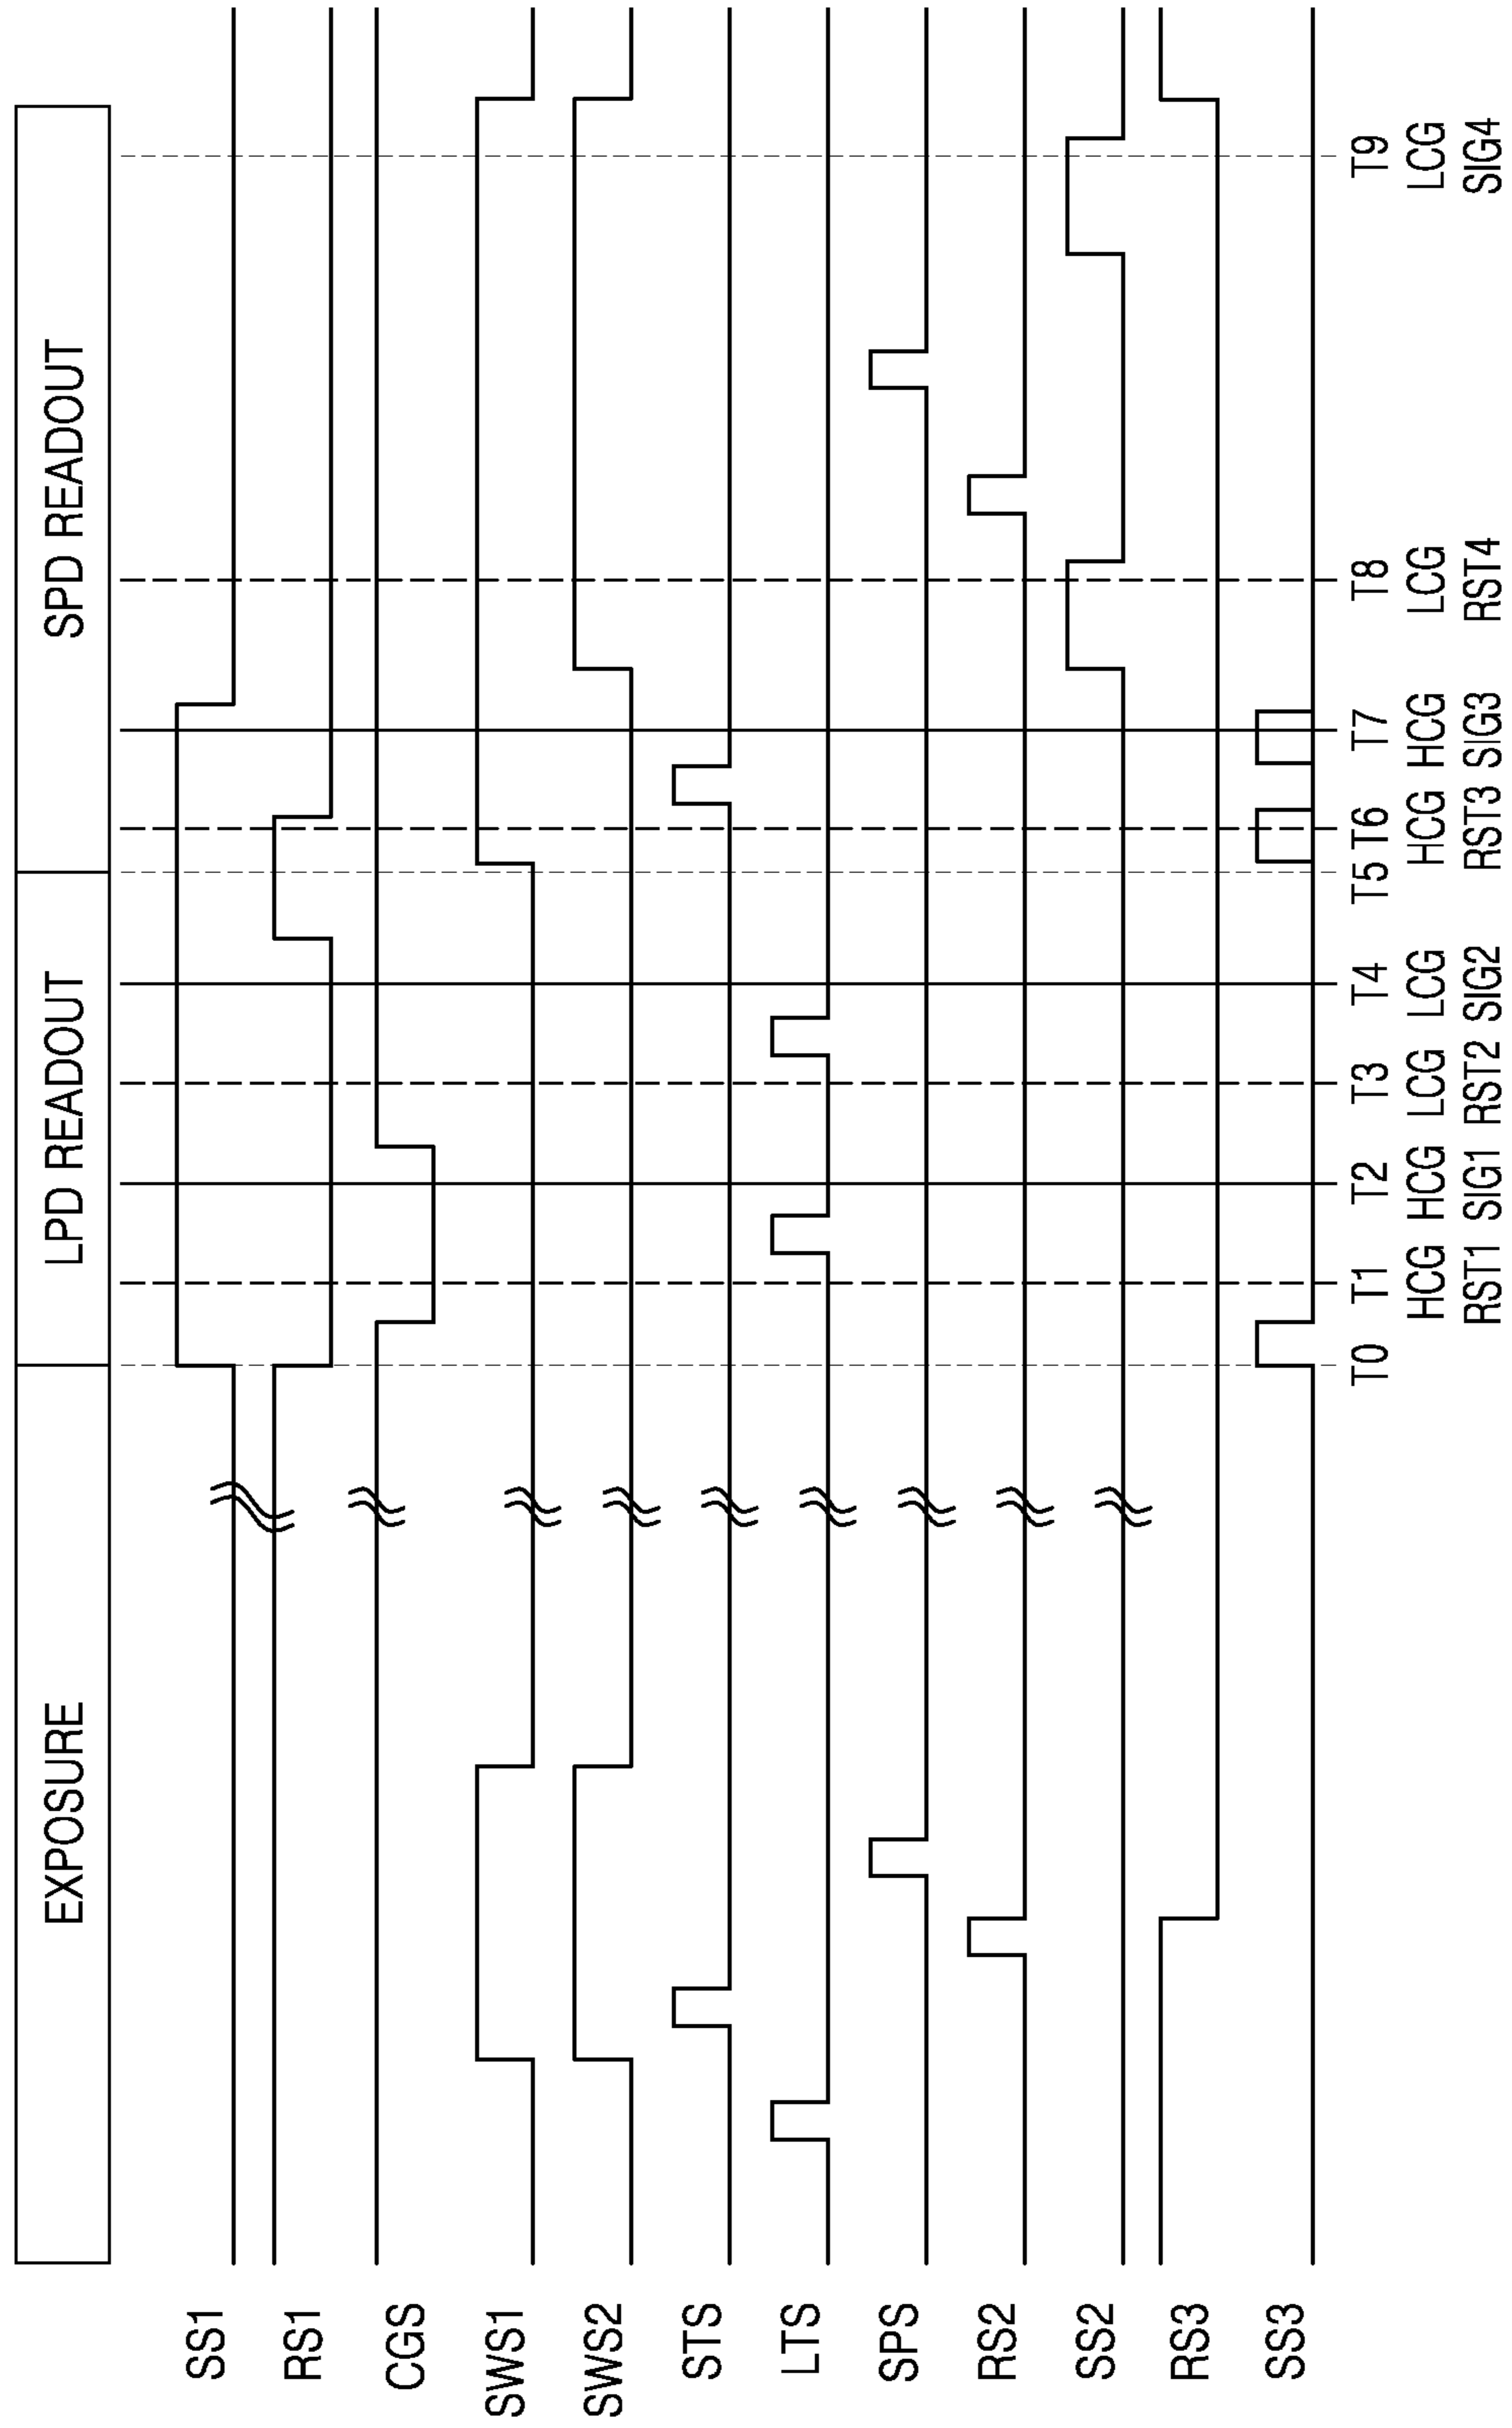 EXPOSURE
LPD READOUT
SPD READOUT
SS1
RS1
CGS
SWS1
SWS2
STS
LTS
SPS
RS2
SS2
RS3
SS3
T0 T1 T2 T3 T4 T5 T6 T7 T8 T9
HCG HCG LCG LCG HCG HCG LCG LCG
RST1 SIG1 RST2 SIG2 RST3 SIG3 RST4 SIG4